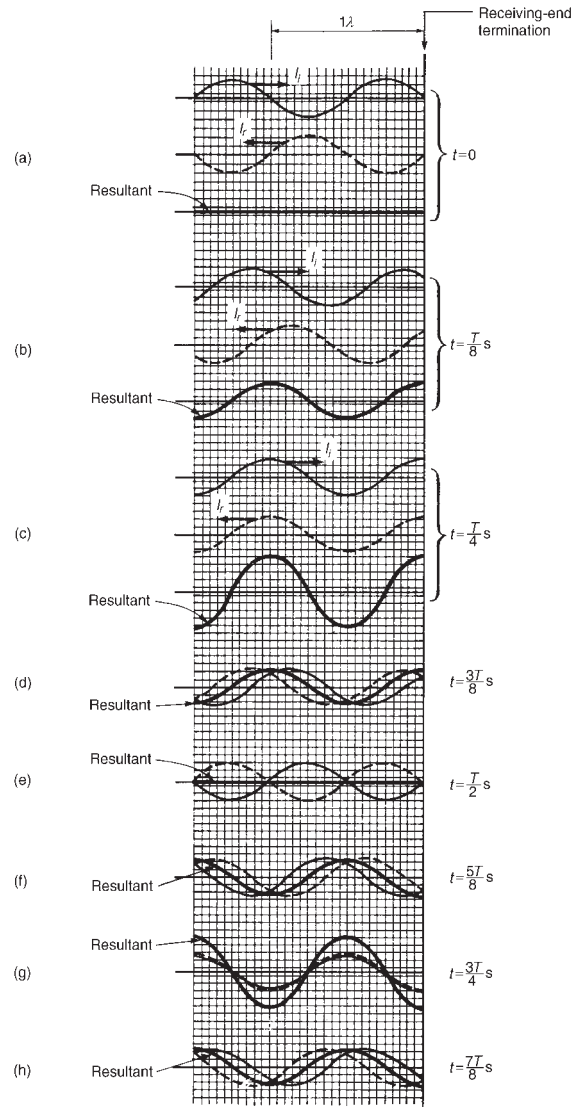 1λ
Receiving-end
termination
Iᵢ
Iᵣ
(a)
t=0
Resultant
Iᵢ
Iᵣ
(b)
t=T/8 s
Resultant
Iᵢ
Iᵣ
(c)
t=T/4 s
Resultant
(d)
t=3T/8 s
Resultant
Resultant
(e)
t=T/2 s
(f)
Resultant
t=5T/8 s
Resultant
(g)
t=3T/4 s
(h)
Resultant
t=7T/8 s